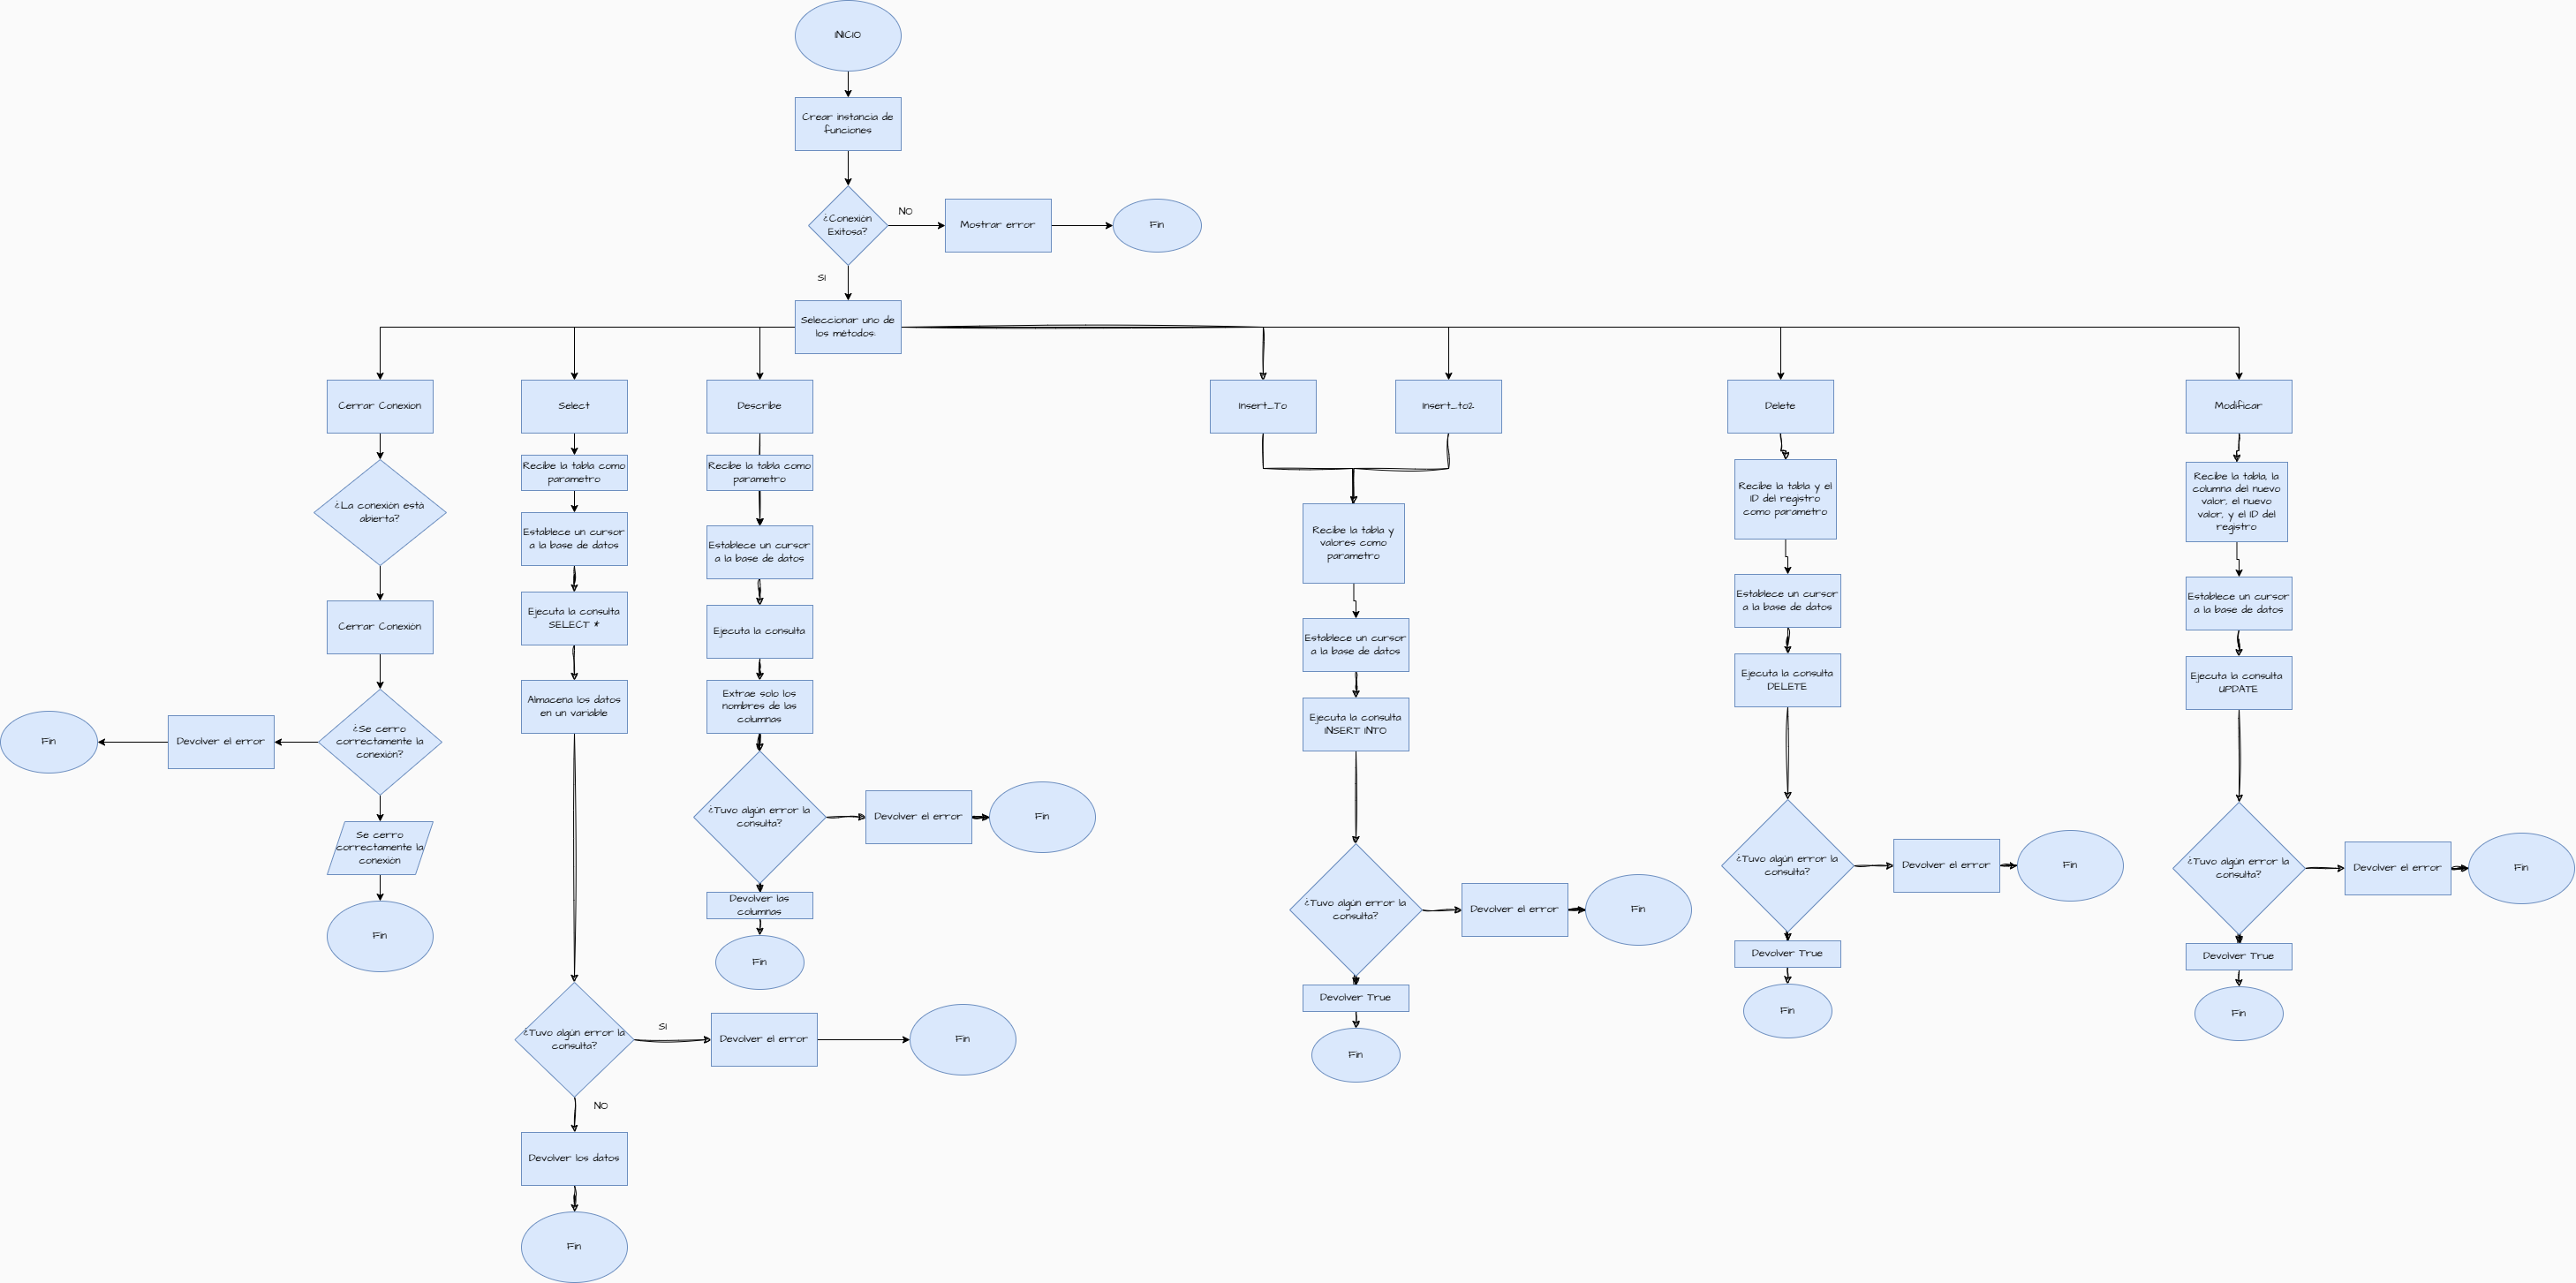 INICIO
Crear instancia de
funciones
¿Conexión
Exitosa?
NO
Mostrar error
Fin
SI
Seleccionar uno de
los métodos:
Cerrar Conexion
¿La conexión está
abierta?
Cerrar Conexión
¿Se cerro
correctamente la
conexión?
Devolver el error
Fin
Se cerro
correctamente la
conexión
Fin
Select
Recibe la tabla como
parametro
Establece un cursor
a la base de datos
Ejecuta la consulta
SELECT *
Almacena los datos
en un variable
¿Tuvo algún error la
consulta?
SI
Devolver el error
Fin
NO
Devolver los datos
Fin
Describe
Recibe la tabla como
parametro
Establece un cursor
a la base de datos
Ejecuta la consulta
Extrae solo los
nombres de las
columnas
¿Tuvo algún error la
consulta?
Devolver el error
Fin
Devolver las
columnas
Fin
Insert_To
Insert_to2
Recibe la tabla y
valores como
parametro
Establece un cursor
a la base de datos
Ejecuta la consulta
INSERT INTO
¿Tuvo algún error la
consulta?
Devolver el error
Fin
Devolver True
Fin
Delete
Recibe la tabla y el
ID del registro
como parametro
Establece un cursor
a la base de datos
Ejecuta la consulta
DELETE
¿Tuvo algún error la
consulta?
Devolver el error
Fin
Devolver True
Fin
Modificar
Recibe la tabla, la
columna del nuevo
valor, el nuevo
valor, y el ID del
registro
Establece un cursor
a la base de datos
Ejecuta la consulta
UPDATE
¿Tuvo algún error la
consulta?
Devolver el error
Fin
Devolver True
Fin